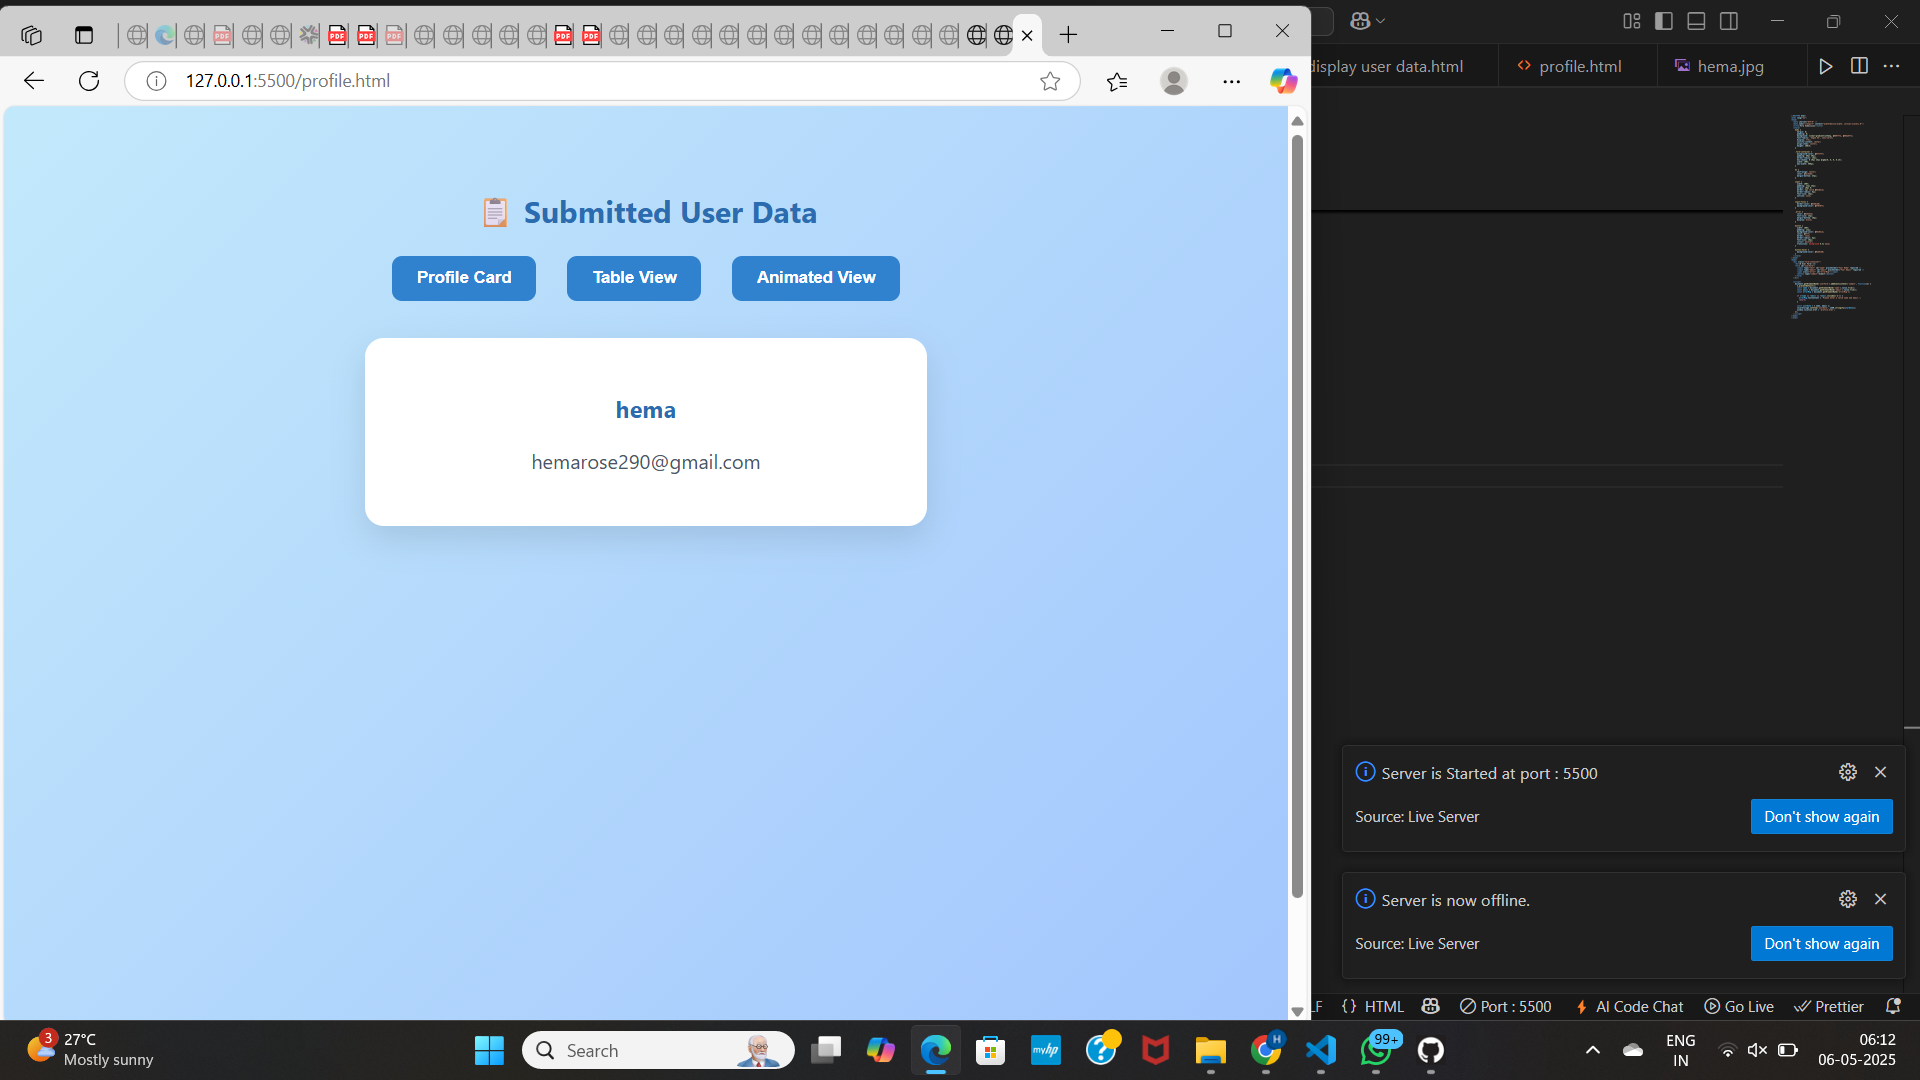 127.0.0.1:5500/profile.html
display user data.html
profile.html
hema.jpg
Submitted User Data
Profile Card
Table View
Animated View
hema
hemarose290@gmail.com
Server is Started at port : 5500
Source: Live Server
Don't show again
Server is now offline.
Source: Live Server
Don't show again
LF
{ } HTML
Port : 5500
AI Code Chat
Go Live
Prettier
3
27°C
Mostly sunny
Search
myhp
H
99+
ENG
IN
06:12
06-05-2025